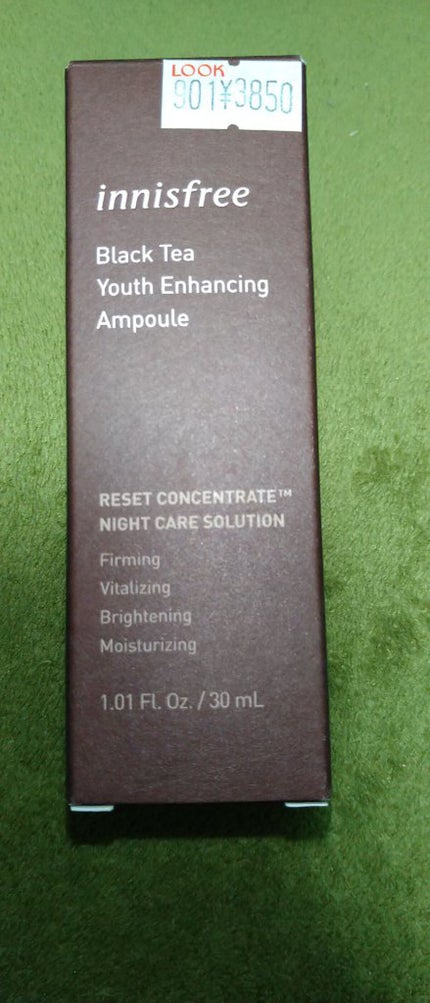 LOOK
901¥3850
innisfree
Black Tea
Youth Enhancing
Ampoule
RESET CONCENTRATE™
NIGHT CARE SOLUTION
Firming
Vitalizing
Brightening
Moisturizing
1.01 Fl. Oz. / 30 mL